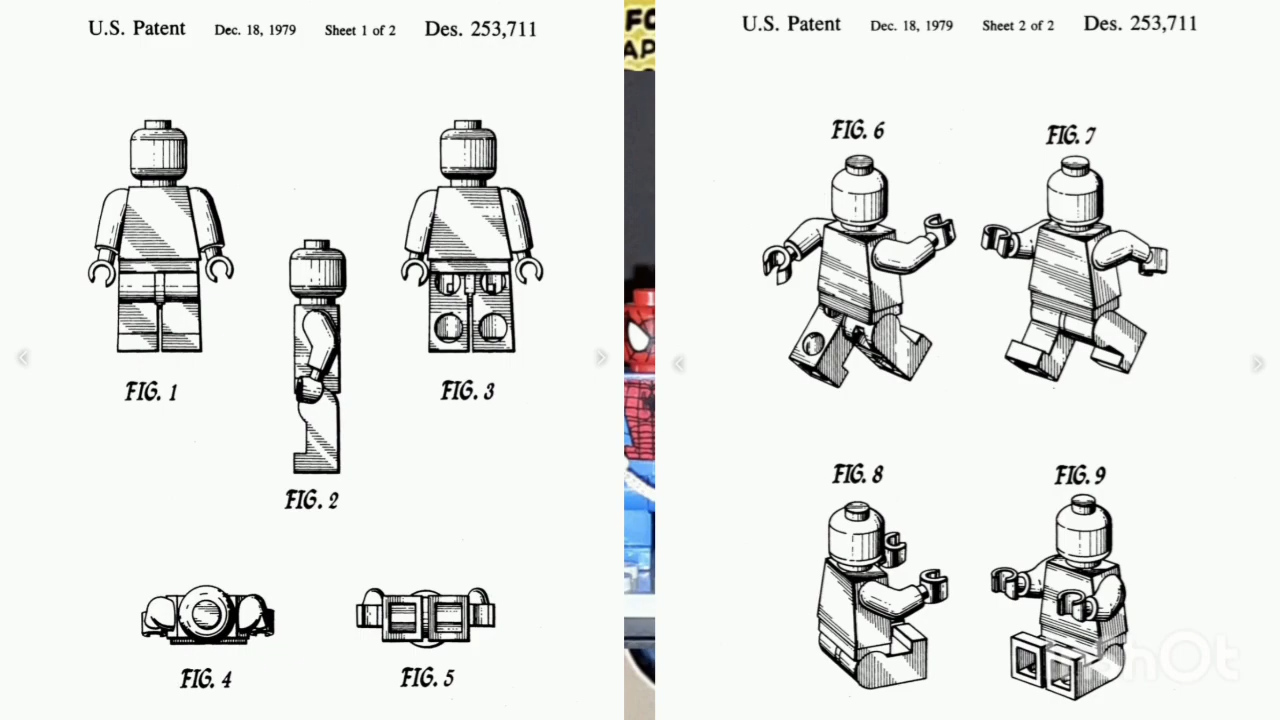 U.S. Patent Dec. 18, 1979 Sheet 1 of 2 Des. 253,711
FIG. 1
FIG. 2
FIG. 3
FIG. 4
FIG. 5
U.S. Patent Dec. 18, 1979 Sheet 2 of 2 Des. 253,711
FIG. 6
FIG. 7
FIG. 8
FIG. 9